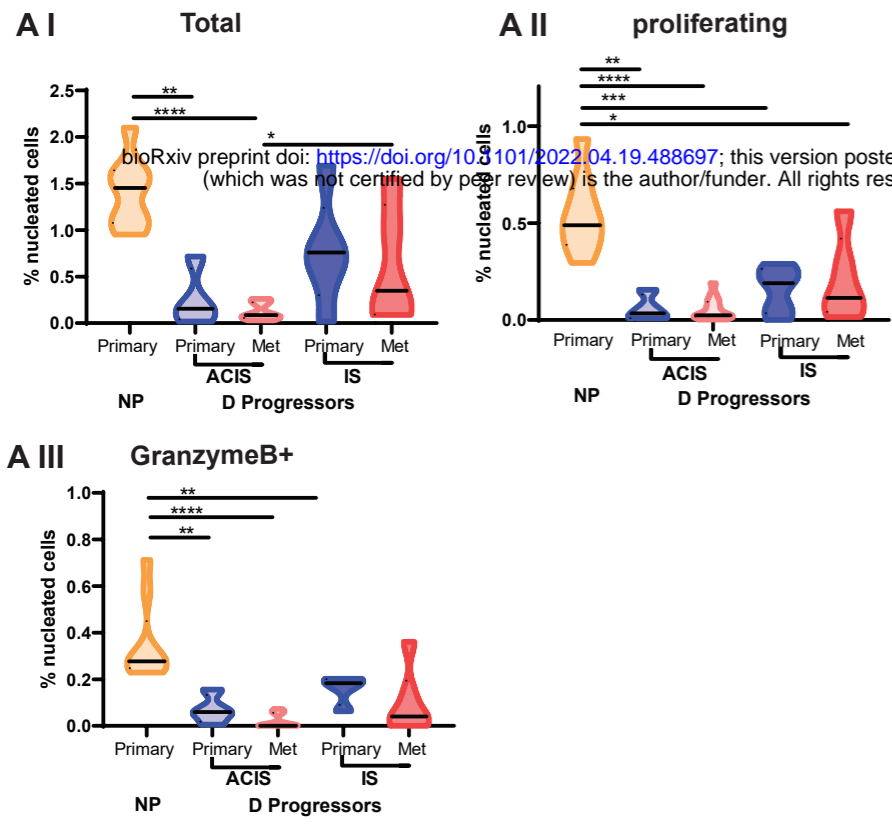 A I Total
% nucleated cells
2.5
2.0
1.5
1.0
0.5
0.0
**
****
*
Primary Primary Met Primary Met
ACIS IS
NP D Progressors
A II proliferating
% nucleated cells
1.0
0.5
0.0
**
****
***
*
Primary Primary Met Primary Met
ACIS IS
NP D Progressors
bioRxiv preprint doi: https://doi.org/10.1101/2022.04.19.488697; this version poste
(which was not certified by peer review) is the author/funder. All rights res
A III GranzymeB+
% nucleated cells
1.0
0.8
0.6
0.4
0.2
0.0
**
****
**
Primary Primary Met Primary Met
ACIS IS
NP D Progressors